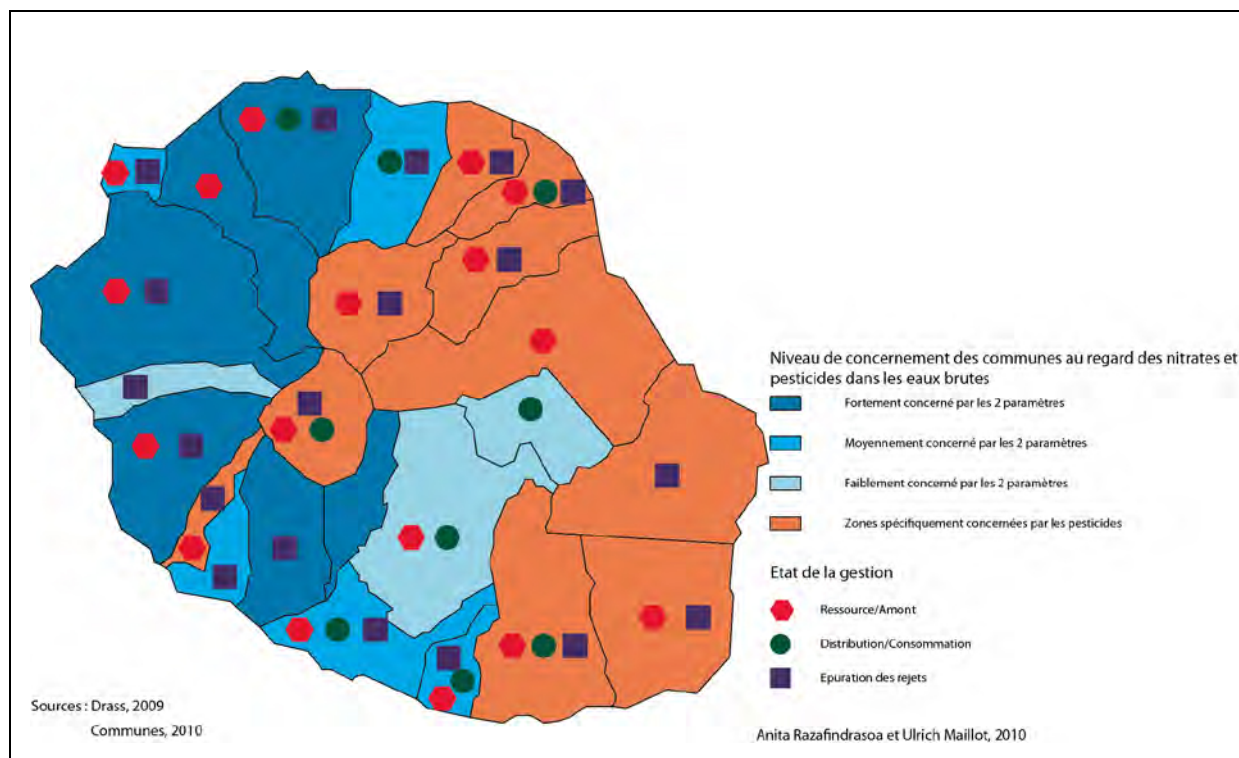 Niveau de concernement des communes au regard des nitrates et
pesticides dans les eaux brutes
Fortement concerné par les 2 paramètres
Moyennement concerné par les 2 paramètres
Faiblement concerné par les 2 paramètres
Zones spécifiquement concernées par les pesticides
Etat de la gestion
Ressource/Amont
Distribution/Consommation
Epuration des rejets
Sources : Drass, 2009
Communes, 2010
Anita Razafindrasoa et Ulrich Maillot, 2010